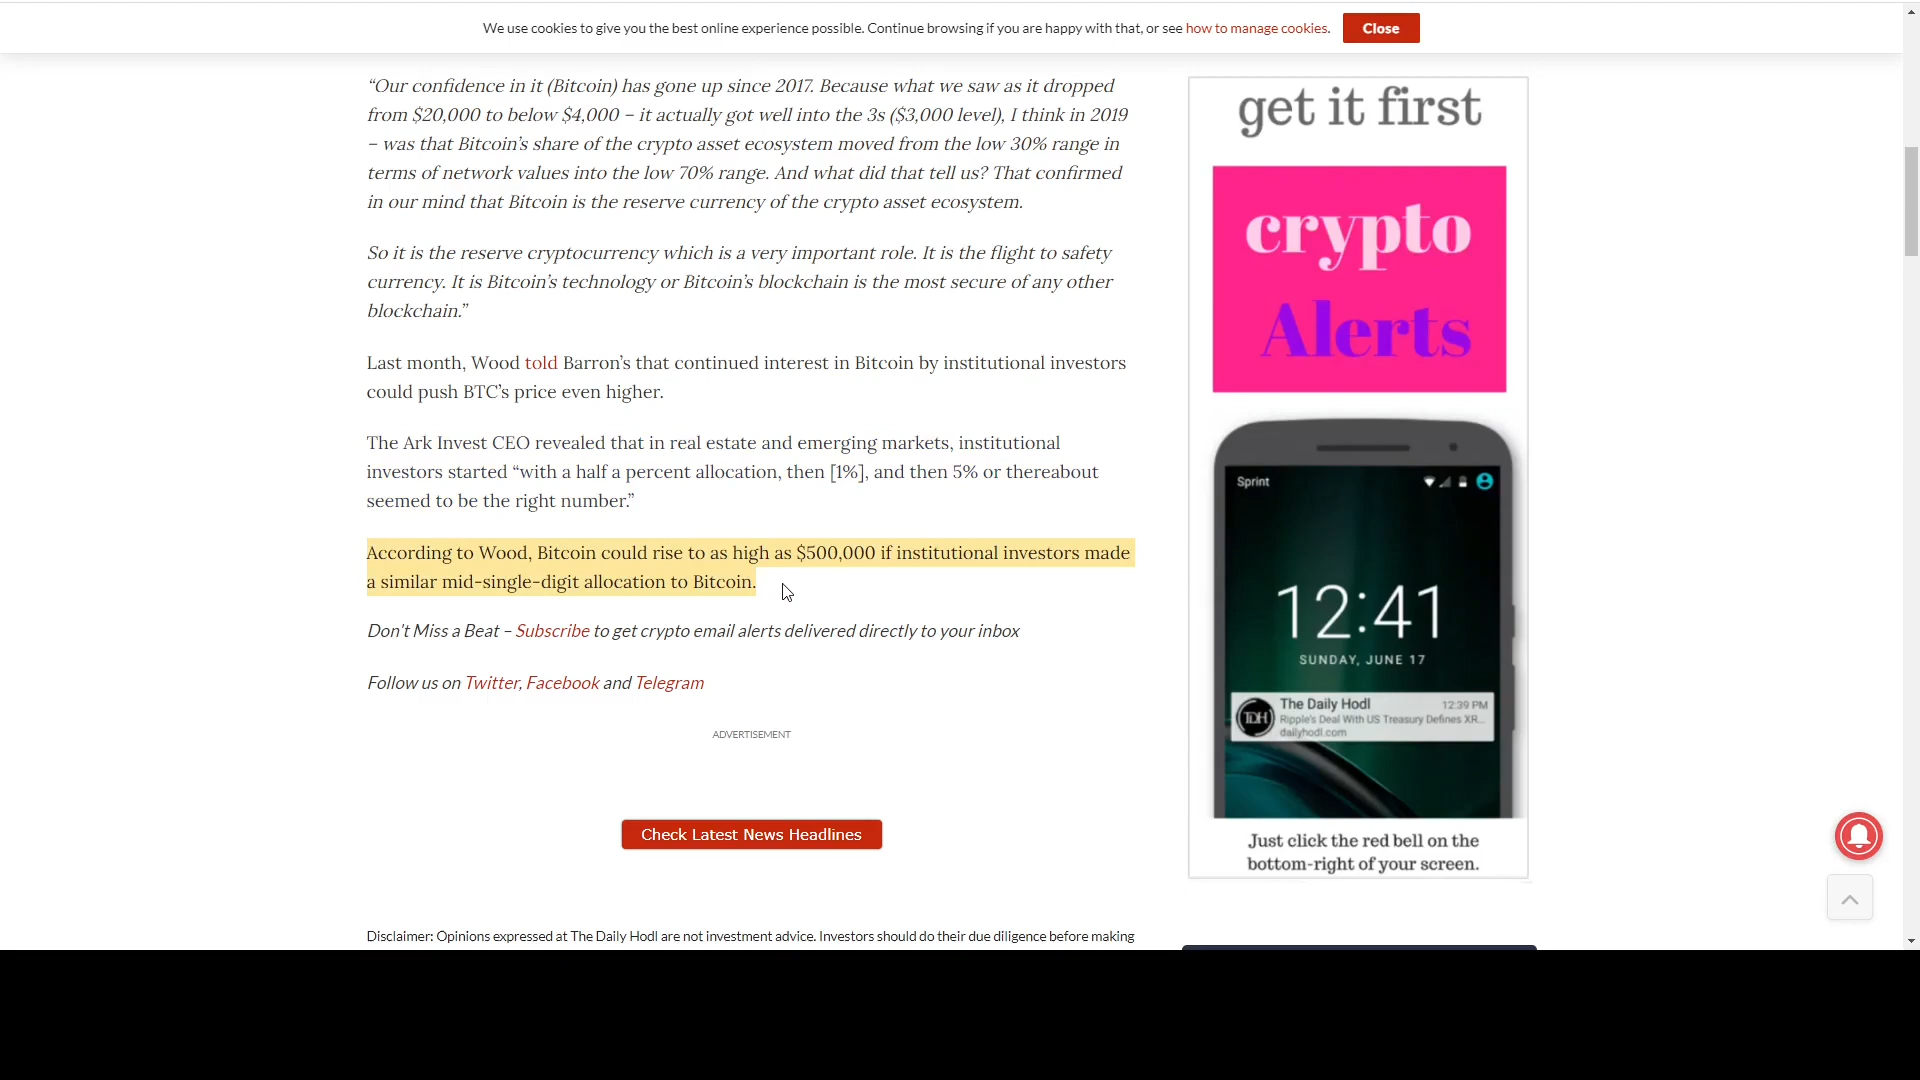 We use cookies to give you the best online experience possible. Continue browsing if you are happy with that, or see how to manage cookies. Close
“Our confidence in it (Bitcoin) has gone up since 2017. Because what we saw as it dropped
from $20,000 to below $4,000 – it actually got well into the 3s ($3,000 level), I think in 2019
– was that Bitcoin’s share of the crypto asset ecosystem moved from the low 30% range in
terms of network values into the low 70% range. And what did that tell us? That confirmed
in our mind that Bitcoin is the reserve currency of the crypto asset ecosystem.
So it is the reserve cryptocurrency which is a very important role. It is the flight to safety
currency. It is Bitcoin’s technology or Bitcoin’s blockchain is the most secure of any other
blockchain.”
Last month, Wood told Barron’s that continued interest in Bitcoin by institutional investors
could push BTC’s price even higher.
The Ark Invest CEO revealed that in real estate and emerging markets, institutional
investors started “with a half a percent allocation, then [1%], and then 5% or thereabout
seemed to be the right number.”
According to Wood, Bitcoin could rise to as high as $500,000 if institutional investors made
a similar mid-single-digit allocation to Bitcoin.
Don't Miss a Beat – Subscribe to get crypto email alerts delivered directly to your inbox
Follow us on Twitter, Facebook and Telegram
ADVERTISEMENT
Check Latest News Headlines
Disclaimer: Opinions expressed at The Daily Hodl are not investment advice. Investors should do their due diligence before making
get it first
crypto
Alerts
Sprint
12:41
SUNDAY, JUNE 17
TDH
The Daily Hodl 12:39 PM
Ripple's Deal With US Treasury Defines XR...
dailyhodl.com
Just click the red bell on the
bottom-right of your screen.